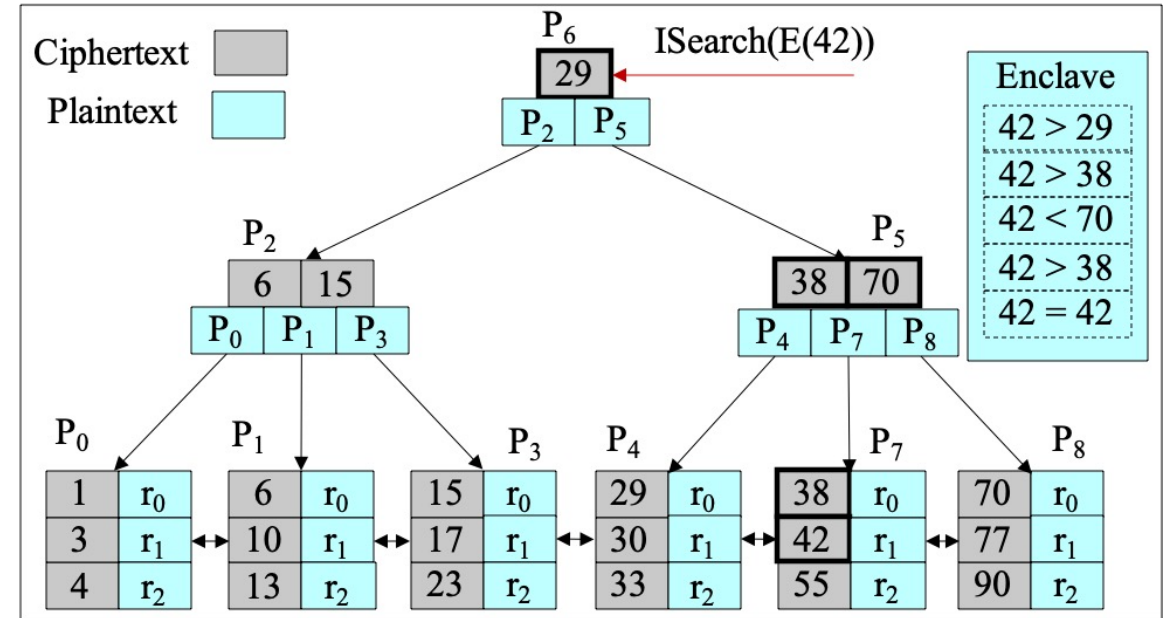 P6
Ciphertext
29
ISearch(E(42))
Plaintext
P2 P5
Enclave
42 > 29
42 > 38
42 < 70
42 > 38
42 = 42
P2
6 15
P0 P1 P3
P5
38 70
P4 P7 P8
P0
1 r0
3 r1
4 r2
P1
6 r0
10 r1
13 r2
P3
15 r0
17 r1
23 r2
P4
29 r0
30 r1
33 r2
P7
38 r0
42 r1
55 r2
P8
70 r0
77 r1
90 r2